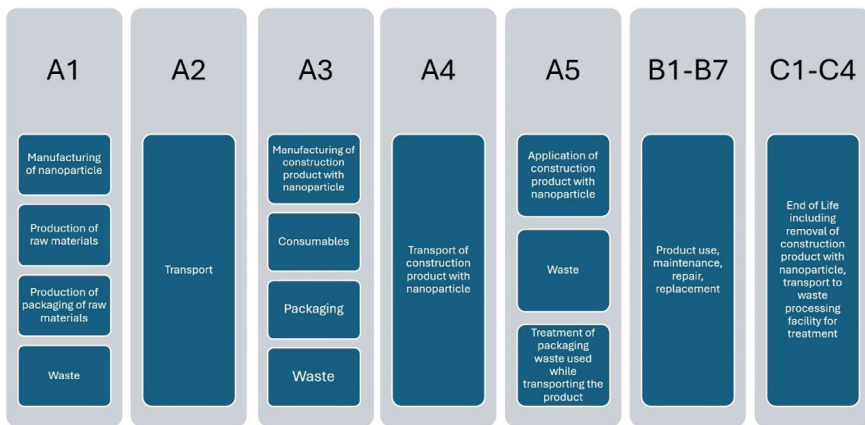 A1
Manufacturing
of nanoparticle
Production of
raw materials
Production of
packaging of raw
materials
Waste
A2
Transport
A3
Manufacturing of
construction
product with
nanoparticle
Consumables
Packaging
Waste
A4
Transport of
construction
product with
nanoparticle
A5
Application of
construction
product with
nanoparticle
Waste
Treatment of
packaging
waste used
while
transporting the
product
B1-B7
Product use,
maintenance,
repair,
replacement
C1-C4
End of Life
including
removal of
construction
product with
nanoparticle,
transport to
waste
processing
facility for
treatment